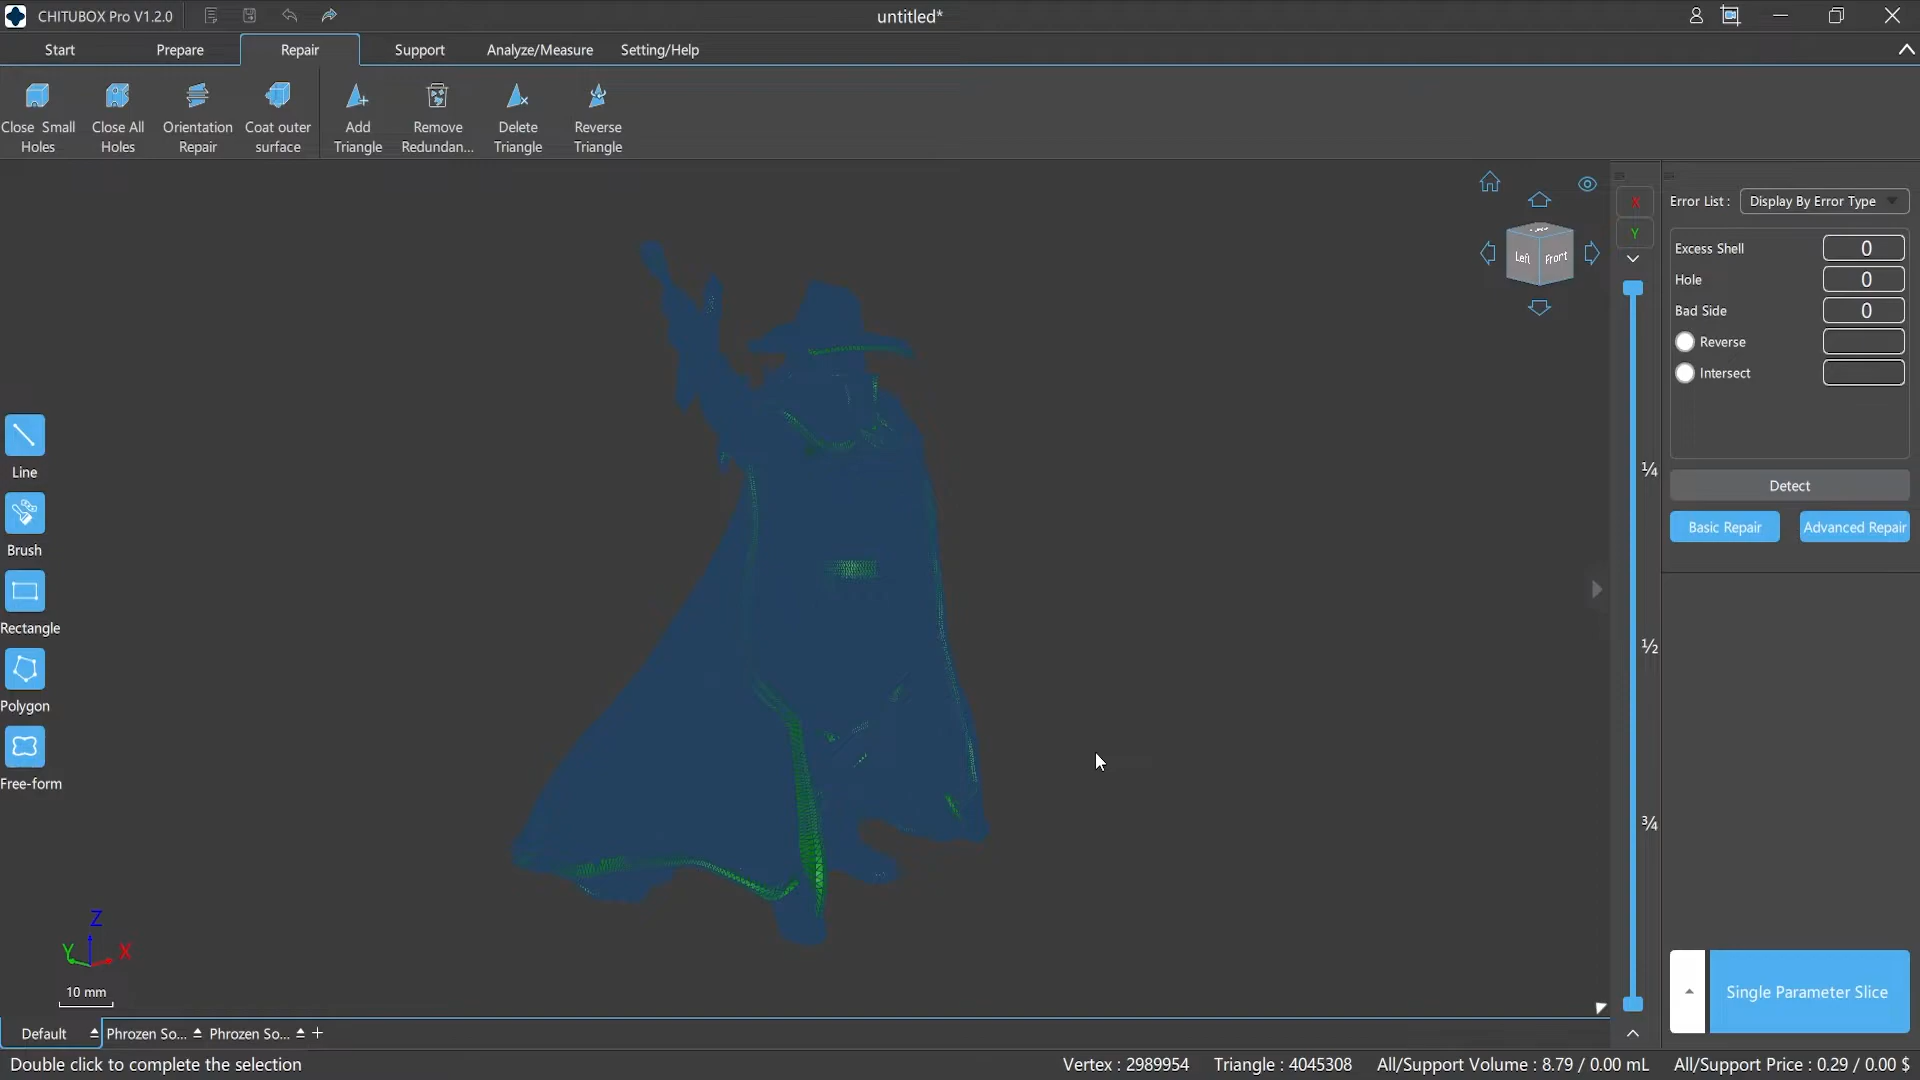 CHITUBOX Pro V1.2.0
untitled*
Start
Prepare
Repair
Support
Analyze/Measure
Setting/Help
Close Small
Holes
Close All
Holes
Orientation
Repair
Coat outer
surface
Add
Triangle
Remove
Redundan...
Delete
Triangle
Reverse
Triangle
Left
Front
X
Y
Error List :
Display By Error Type
Excess Shell
0
Hole
0
Bad Side
0
Reverse
Intersect
Detect
Basic Repair
Advanced Repair
¼
½
¾
Line
Brush
Rectangle
Polygon
Free-form
Z
Y
X
10 mm
Single Parameter Slice
Default
Phrozen So...
Phrozen So...
Double click to complete the selection
Vertex : 2989954
Triangle : 4045308
All/Support Volume : 8.79 / 0.00 mL
All/Support Price : 0.29 / 0.00 $